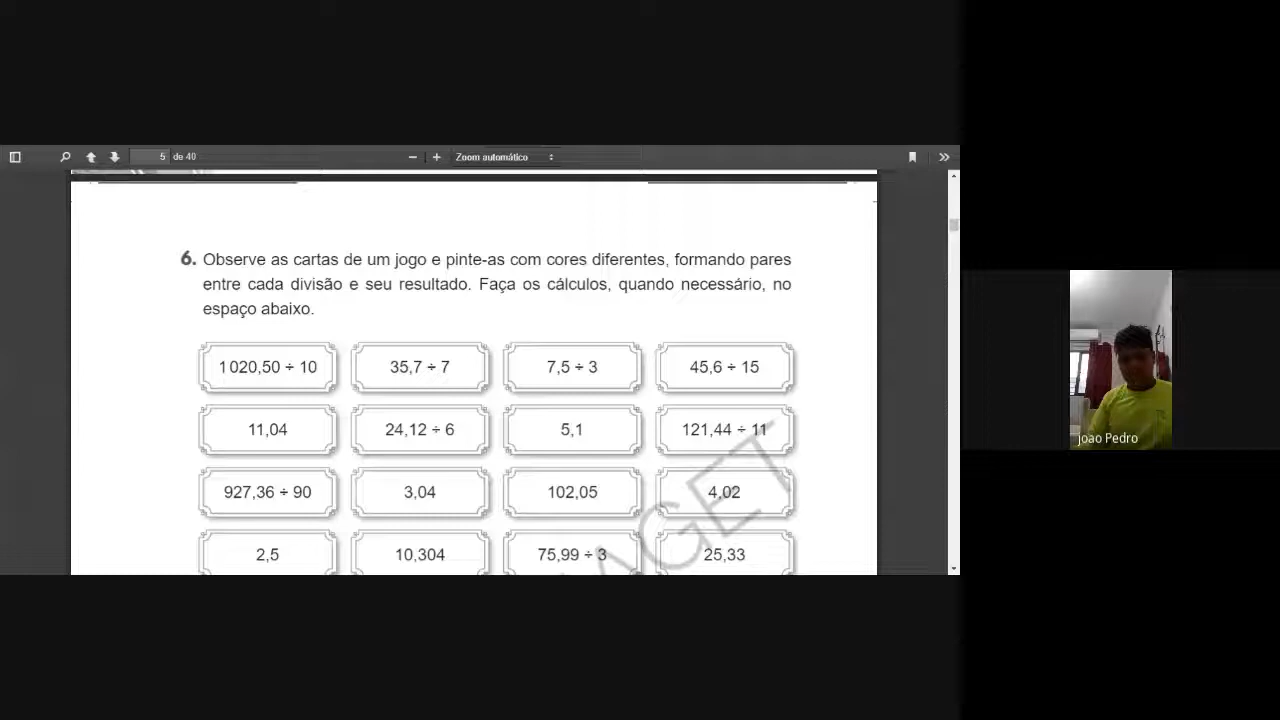 5 de 40
Zoom automático
6. Observe as cartas de um jogo e pinte-as com cores diferentes, formando pares
entre cada divisão e seu resultado. Faça os cálculos, quando necessário, no
espaço abaixo.
1 020,50 ÷ 10 35,7 ÷ 7 7,5 ÷ 3 45,6 ÷ 15
11,04 24,12 ÷ 6 5,1 121,44 ÷ 11
927,36 ÷ 90 3,04 102,05 4,02
2,5 10,304 75,99 ÷ 3 25,33
AGET
joao Pedro